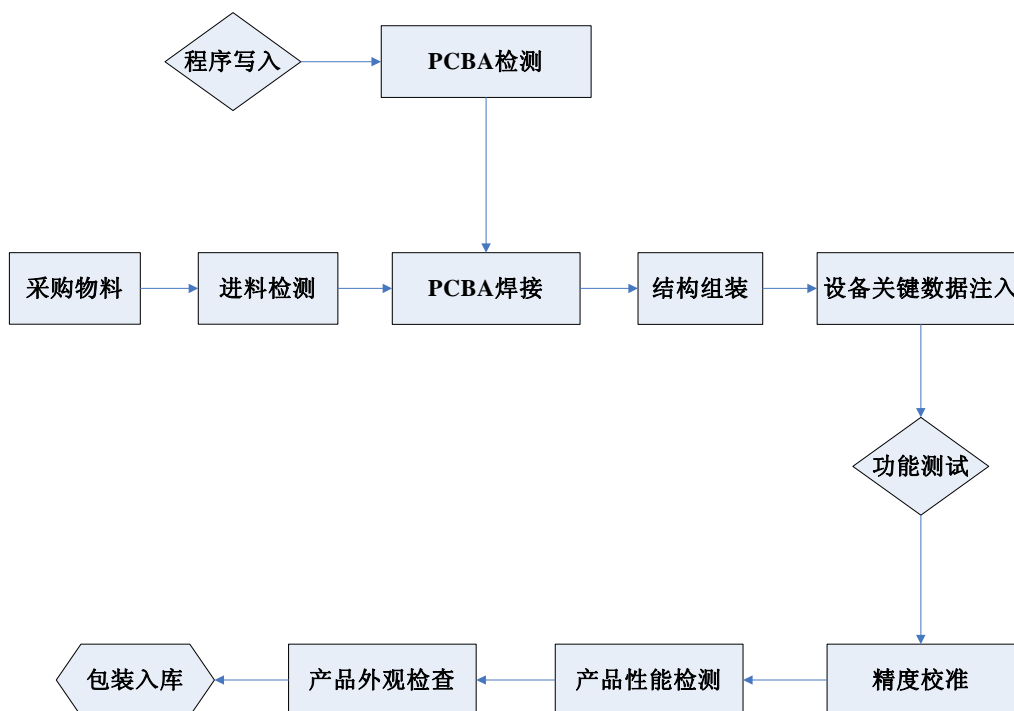 程序写入
PCBA检测
采购物料
进料检测
PCBA焊接
结构组装
设备关键数据注入
功能测试
包装入库
产品外观检查
产品性能检测
精度校准